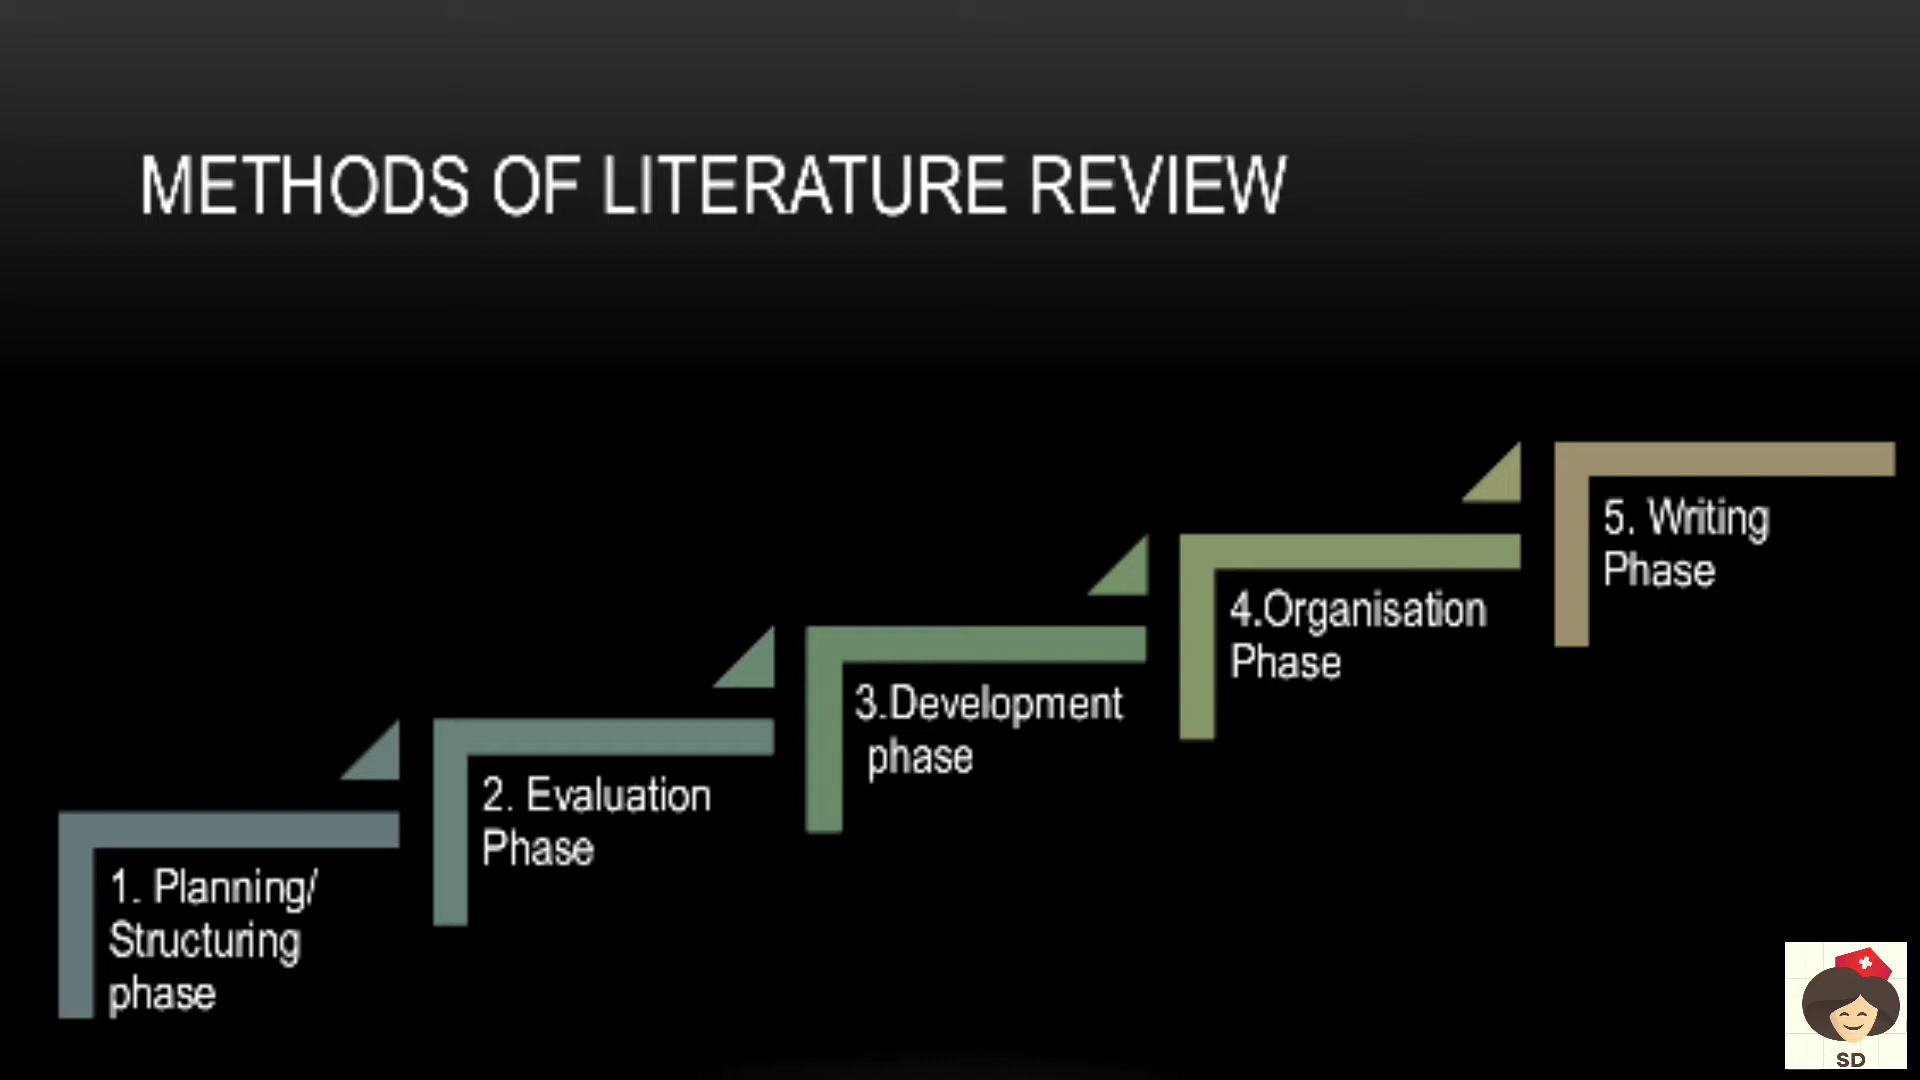 METHODS OF LITERATURE REVIEW
1. Planning/
Structuring
phase
2. Evaluation
Phase
3.Development
phase
4.Organisation
Phase
5. Writing
Phase
SD